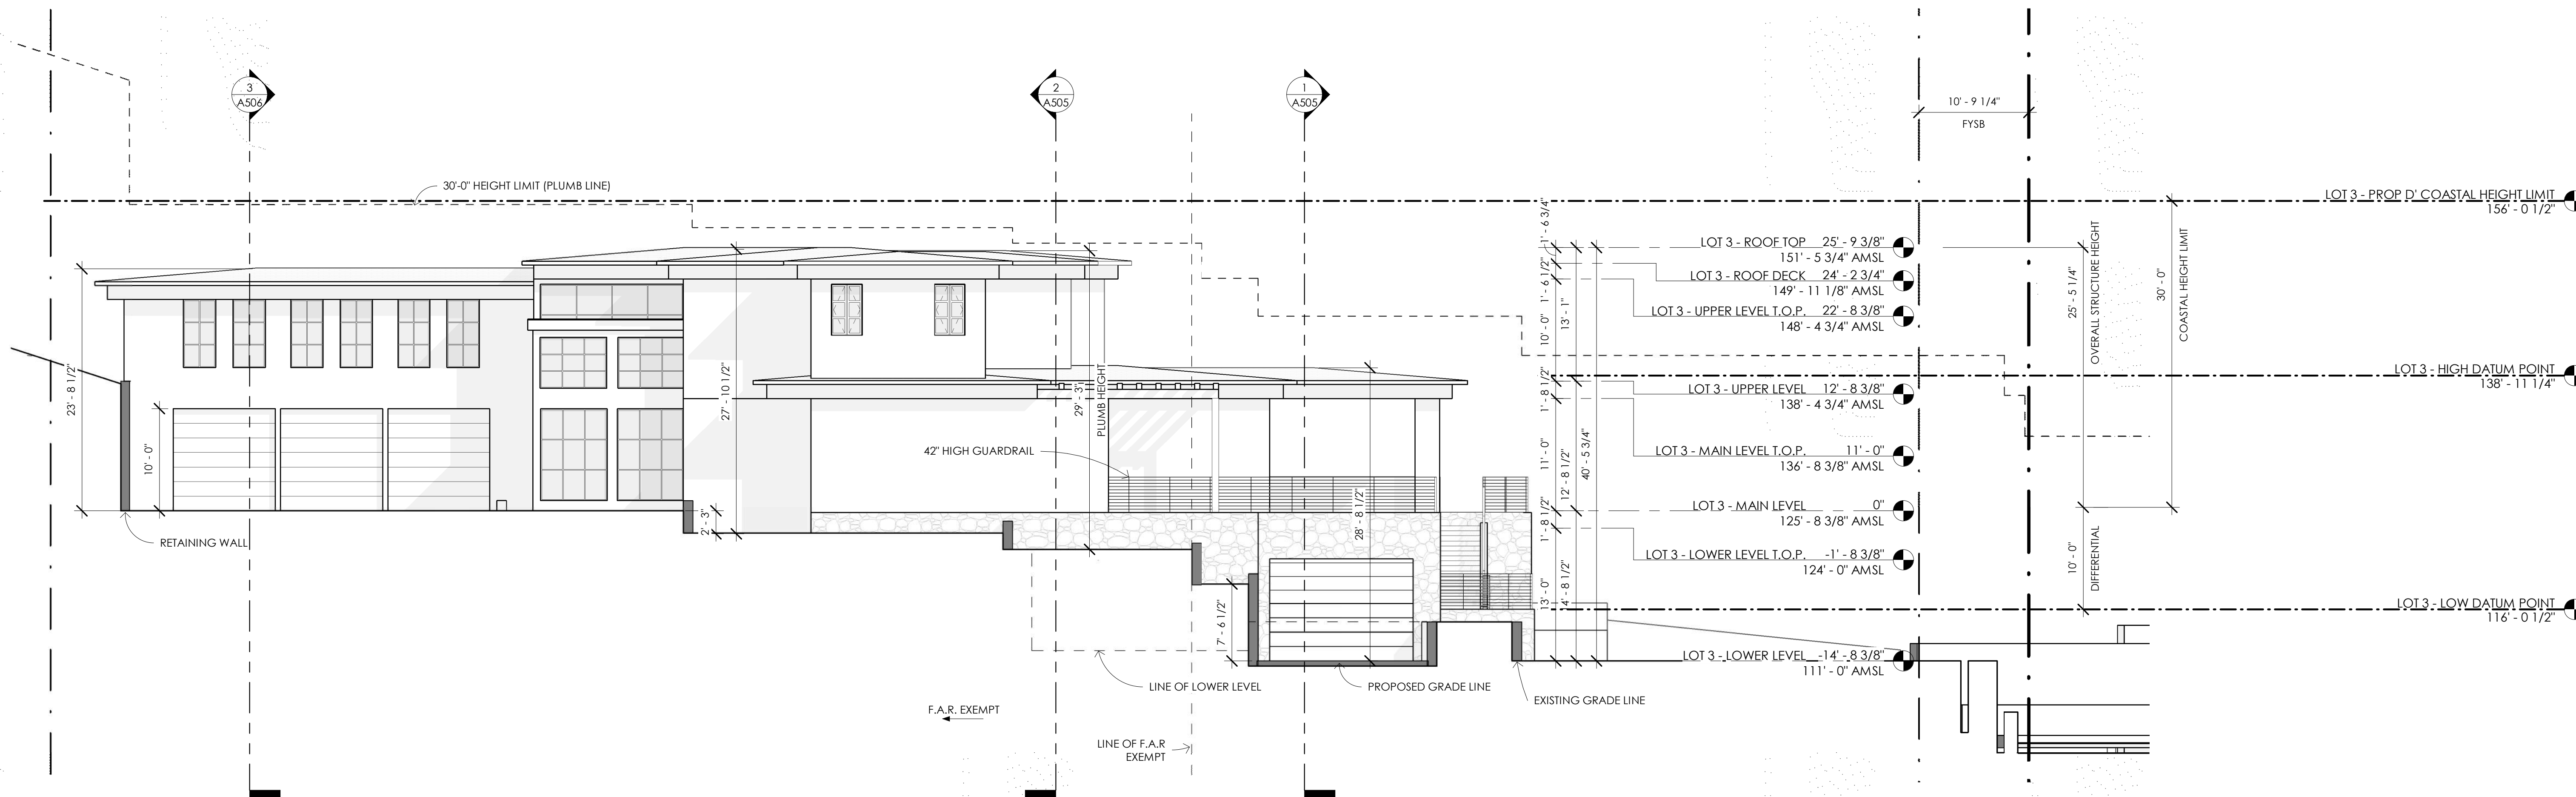 3
A506
2
A505
1
A505
10' - 9 1/4"
FYSB
30'-0" HEIGHT LIMIT (PLUMB LINE)
LOT 3 - PROP D' COASTAL HEIGHT LIMIT
156' - 0 1/2"
1' - 6 3/4"
LOT 3 - ROOF TOP 25' - 9 3/8"
151' - 5 3/4" AMSL
LOT 3 - ROOF DECK 24' - 2 3/4"
149' - 11 1/8" AMSL
LOT 3 - UPPER LEVEL T.O.P. 22' - 8 3/8"
148' - 4 3/4" AMSL
1' - 6 1/2"
10' - 0"
13' - 1"
25' - 5 1/4"
OVERALL STRUCTURE HEIGHT
30' - 0"
COASTAL HEIGHT LIMIT
LOT 3 - HIGH DATUM POINT
138' - 11 1/4"
LOT 3 - UPPER LEVEL 12' - 8 3/8"
138' - 4 3/4" AMSL
1' - 8 1/2"
23' - 8 1/2"
10' - 0"
27' - 10 1/2"
29' - 3"
PLUMB HEIGHT
42" HIGH GUARDRAIL
11' - 0"
12' - 8 1/2"
40' - 5 3/4"
LOT 3 - MAIN LEVEL T.O.P. 11' - 0"
136' - 8 3/8" AMSL
LOT 3 - MAIN LEVEL 0"
125' - 8 3/8" AMSL
2' - 3"
28' - 8 1/2"
1' - 8 1/2"
RETAINING WALL
LOT 3 - LOWER LEVEL T.O.P. -1' - 8 3/8"
124' - 0" AMSL
10' - 0"
DIFFERENTIAL
13' - 0"
4' - 8 1/2"
7' - 6 1/2"
LOT 3 - LOW DATUM POINT
116' - 0 1/2"
LOT 3 - LOWER LEVEL -14' - 8 3/8"
111' - 0" AMSL
LINE OF LOWER LEVEL
PROPOSED GRADE LINE
EXISTING GRADE LINE
F.A.R. EXEMPT
LINE OF F.A.R
EXEMPT